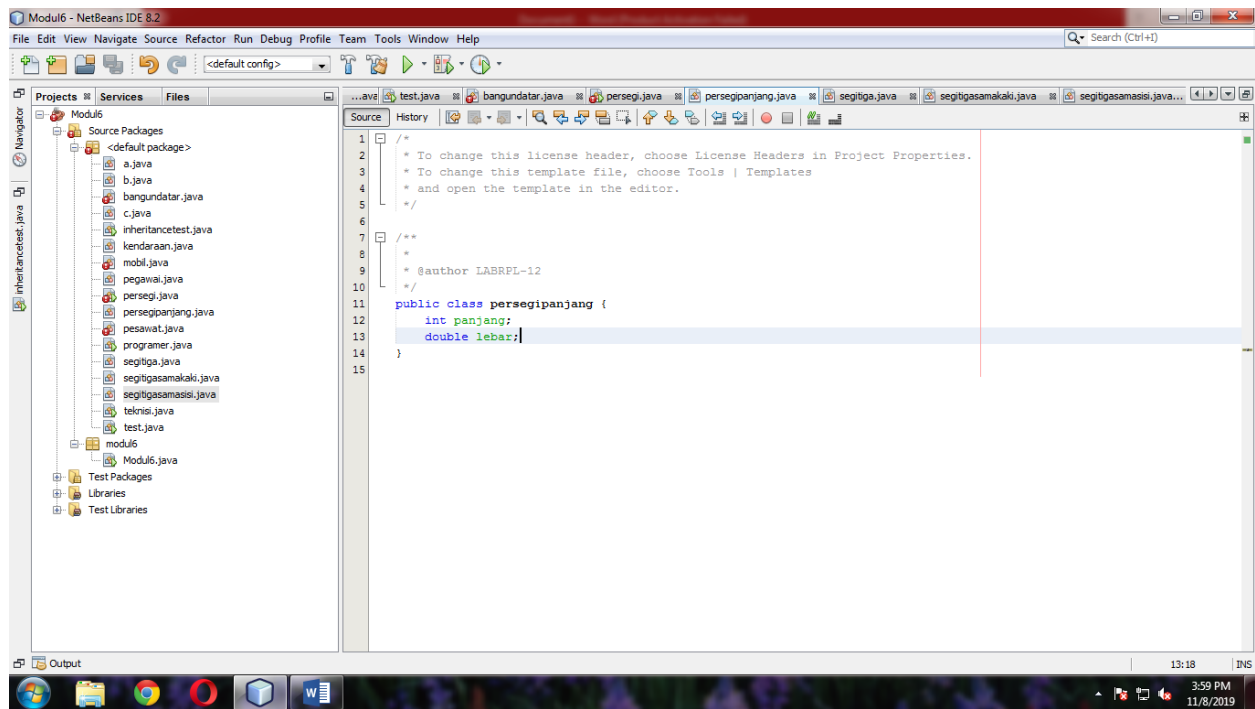 Modul6 - NetBeans IDE 8.2
File Edit View Navigate Source Refactor Run Debug Profile Team Tools Window Help
Search (Ctrl+I)
<default config>
Projects Services Files
...ava test.java bangundatar.java persegi.java persegipanjang.java segitiga.java segitigasamakaki.java segitigasamasisi.java...
Source History
Navigator
inheritancetest.java
Modul6
Source Packages
<default package>
a.java
b.java
bangundatar.java
c.java
inheritancetest.java
kendaraan.java
mobil.java
pegawai.java
persegi.java
persegipanjang.java
pesawat.java
programer.java
segitiga.java
segitigasamakaki.java
segitigasamasisi.java
teknisi.java
test.java
modul6
Modul6.java
Test Packages
Libraries
Test Libraries
1 /*
2 * To change this license header, choose License Headers in Project Properties.
3 * To change this template file, choose Tools | Templates
4 * and open the template in the editor.
5 */
6
7 /**
8 *
9 * @author LABRPL-12
10 */
11 public class persegipanjang {
12 int panjang;
13 double lebar;
14 }
15
Output
13:18 INS
3:59 PM
11/8/2019